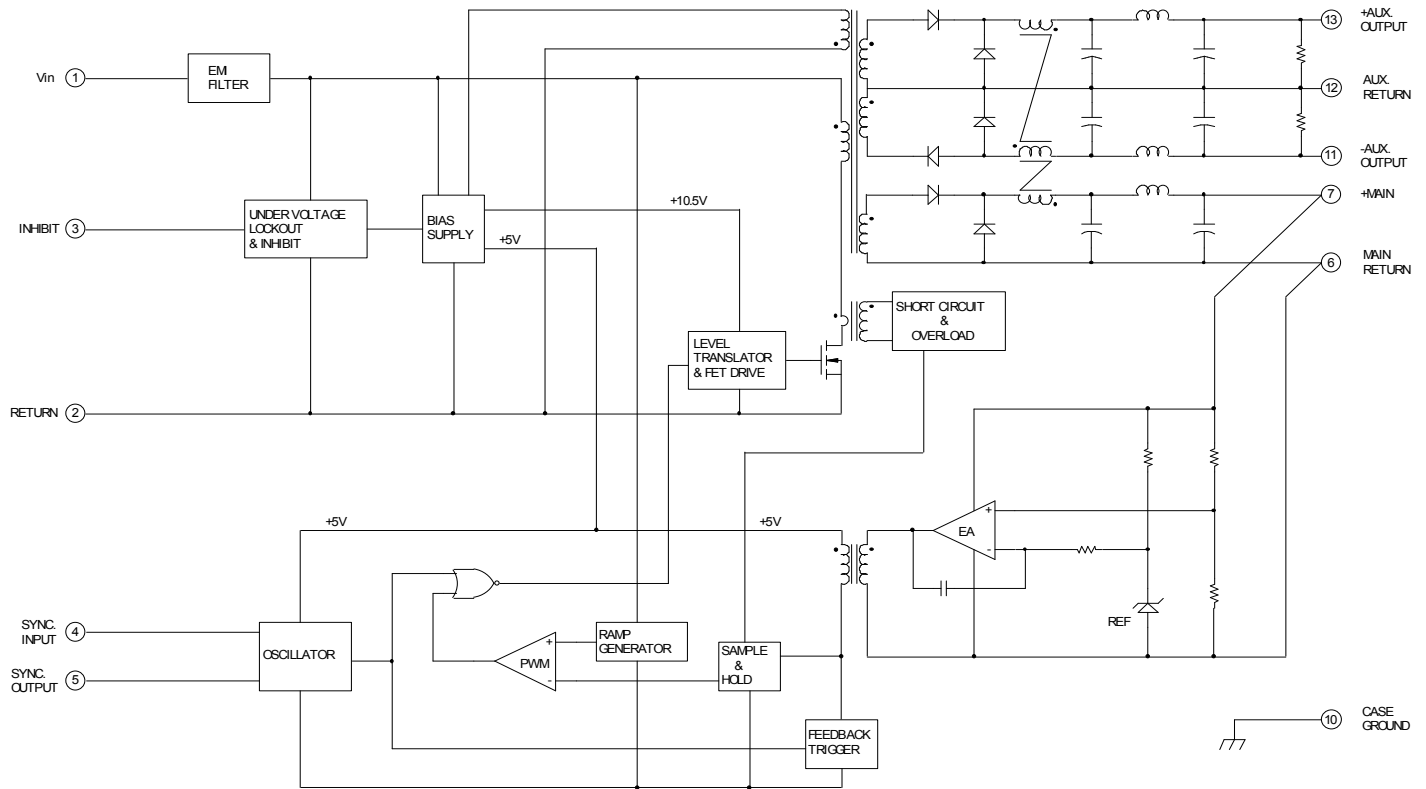 13
+AUX.
OUTPUT
Vin
1
EMI
FILTER
12
AUX.
RETURN
11
-AUX.
OUTPUT
7
+MAIN
+10.5V
INHIBIT
3
UNDER VOLTAGE
LOCKOUT
& INHIBIT
BIAS
SUPPLY
+5V
6
MAIN
RETURN
SHORT CIRCUIT
&
OVERLOAD
LEVEL
TRANSLATOR
& FET DRIVE
RETURN
2
+5V
+5V
EA
+
-
REF
SYNC.
INPUT
4
OSCILLATOR
SYNC.
OUTPUT
5
PWM
+
-
RAMP
GENERATOR
SAMPLE
&
HOLD
FEEDBACK
TRIGGER
10
CASE
GROUND